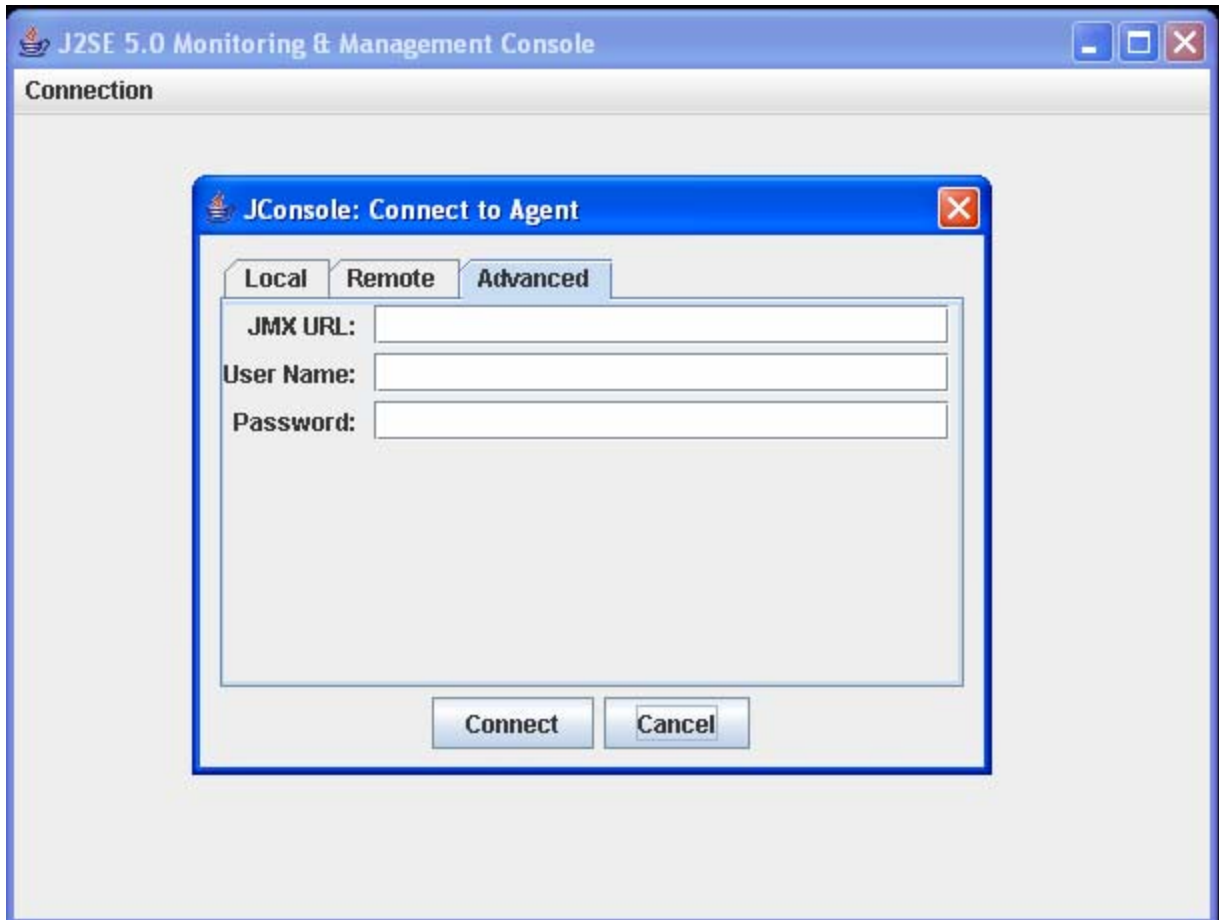 J2SE 5.0 Monitoring & Management Console
Connection
JConsole: Connect to Agent
Local Remote Advanced
JMX URL:
User Name:
Password:
Connect Cancel